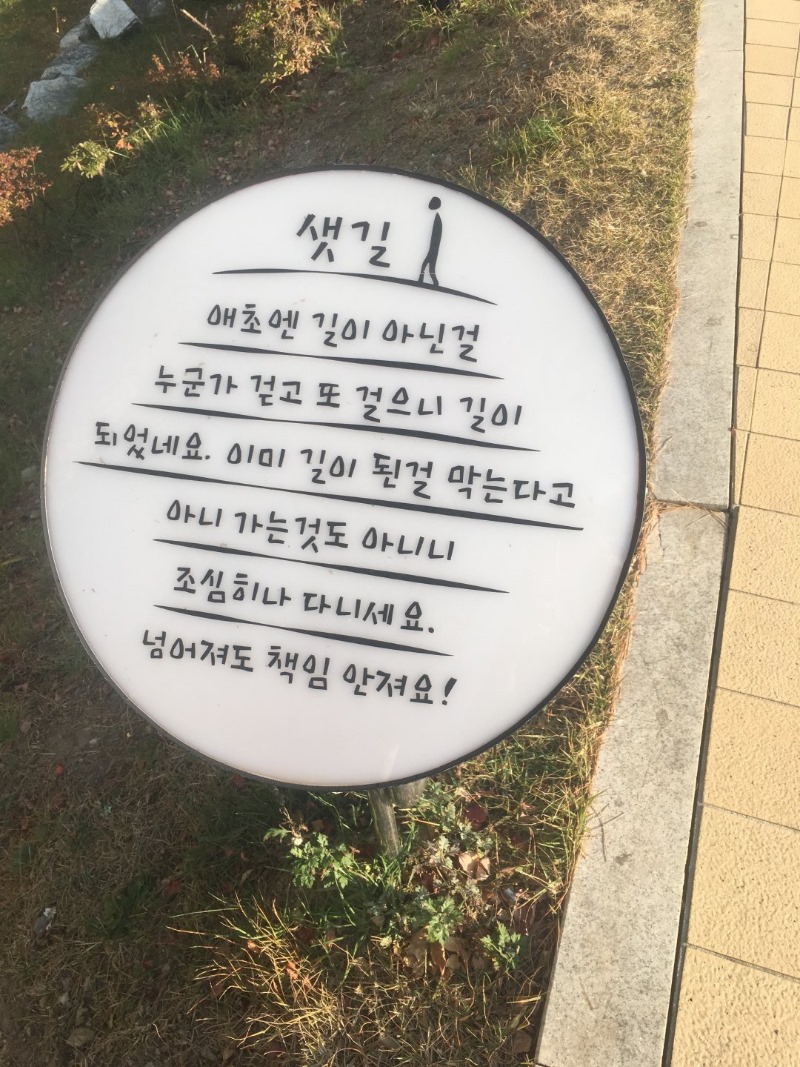 샛길
애초엔 길이 아닌걸
누군가 걷고 또 걸으니 길이
되었네요. 이미 길이 된걸 막는다고
아니 가는것도 아니니
조심히나 다니세요.
넘어져도 책임 안져요!